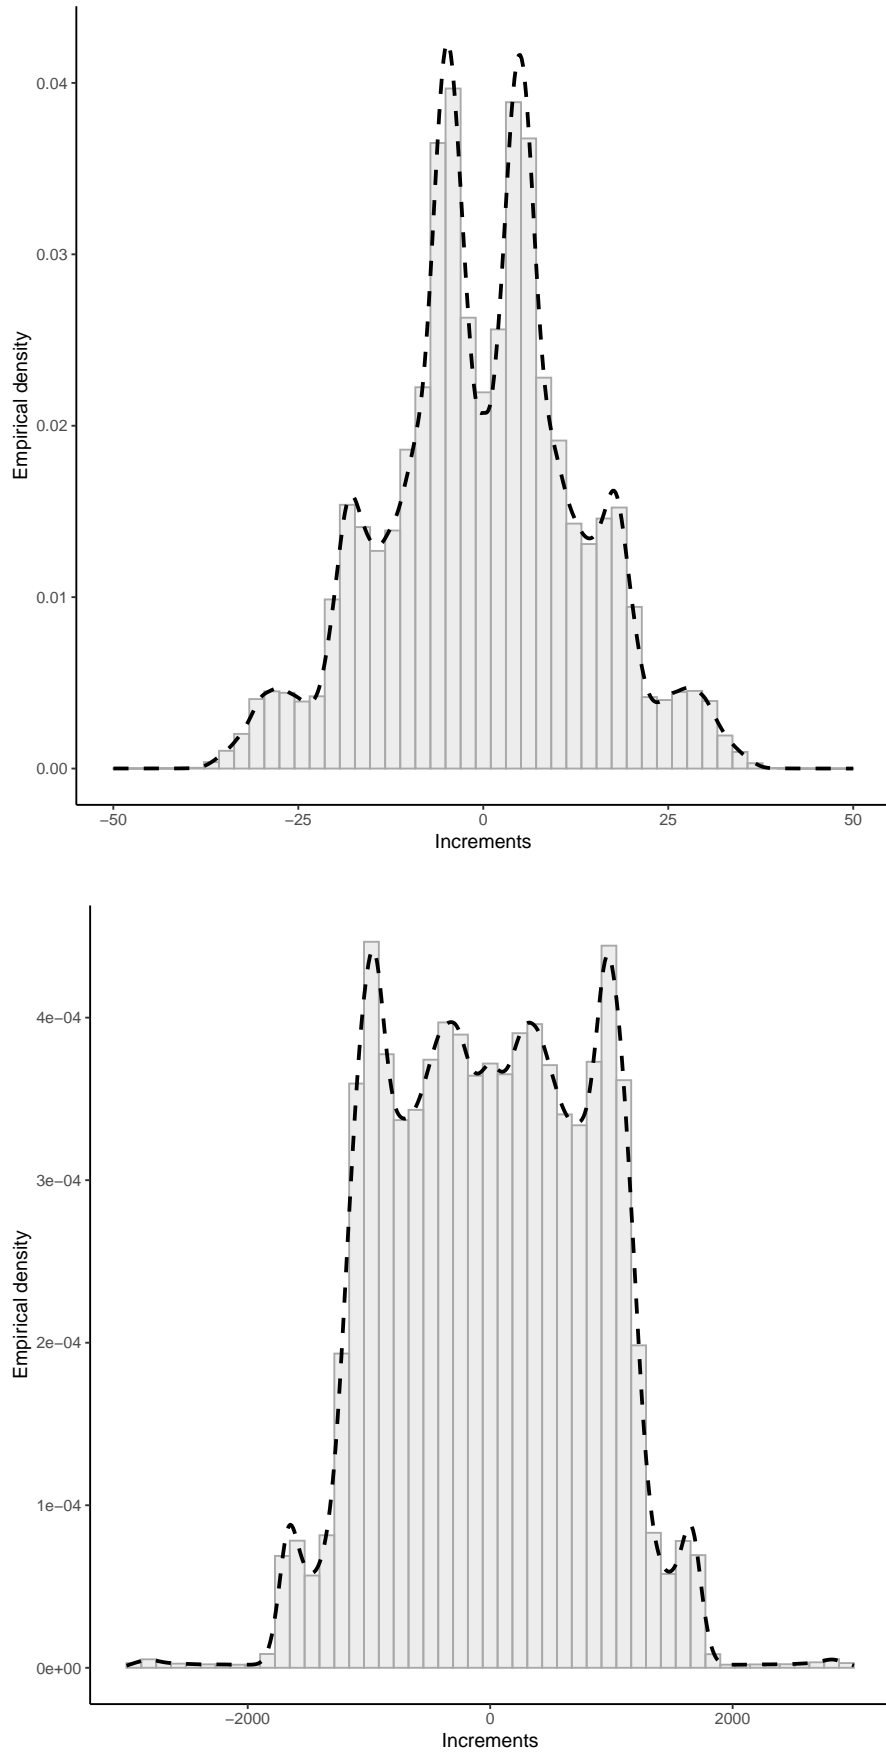 0.04
0.03
0.02
0.01
0.00
Empirical density
−50 −25 0 25 50
Increments
4e−04
3e−04
2e−04
1e−04
0e+00
Empirical density
−2000 0 2000
Increments